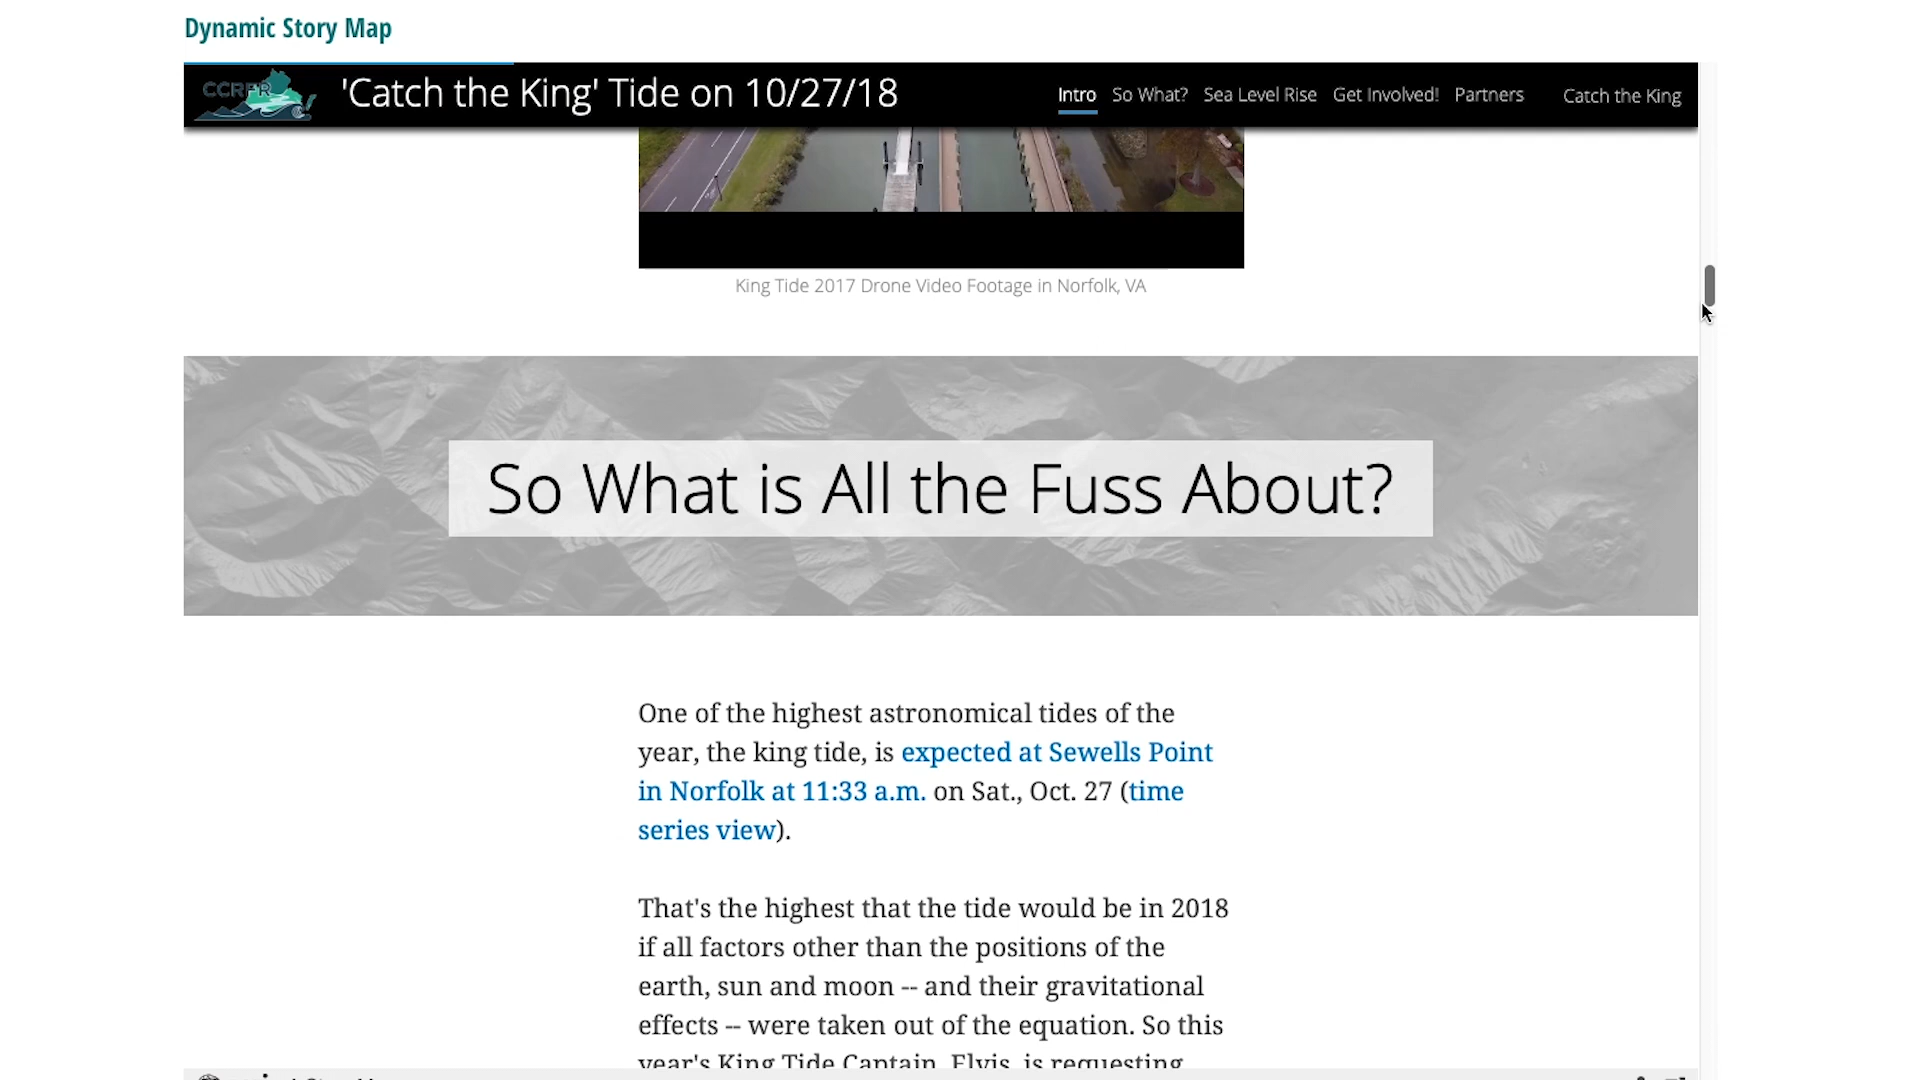 Dynamic Story Map
CCRFR
'Catch the King' Tide on 10/27/18
Intro So What? Sea Level Rise Get Involved! Partners Catch the King
King Tide 2017 Drone Video Footage in Norfolk, VA
So What is All the Fuss About?
One of the highest astronomical tides of the
year, the king tide, is expected at Sewells Point
in Norfolk at 11:33 a.m. on Sat., Oct. 27 (time
series view).
That's the highest that the tide would be in 2018
if all factors other than the positions of the
earth, sun and moon -- and their gravitational
effects -- were taken out of the equation. So this
year's King Tide Captain, Elvis, is requesting